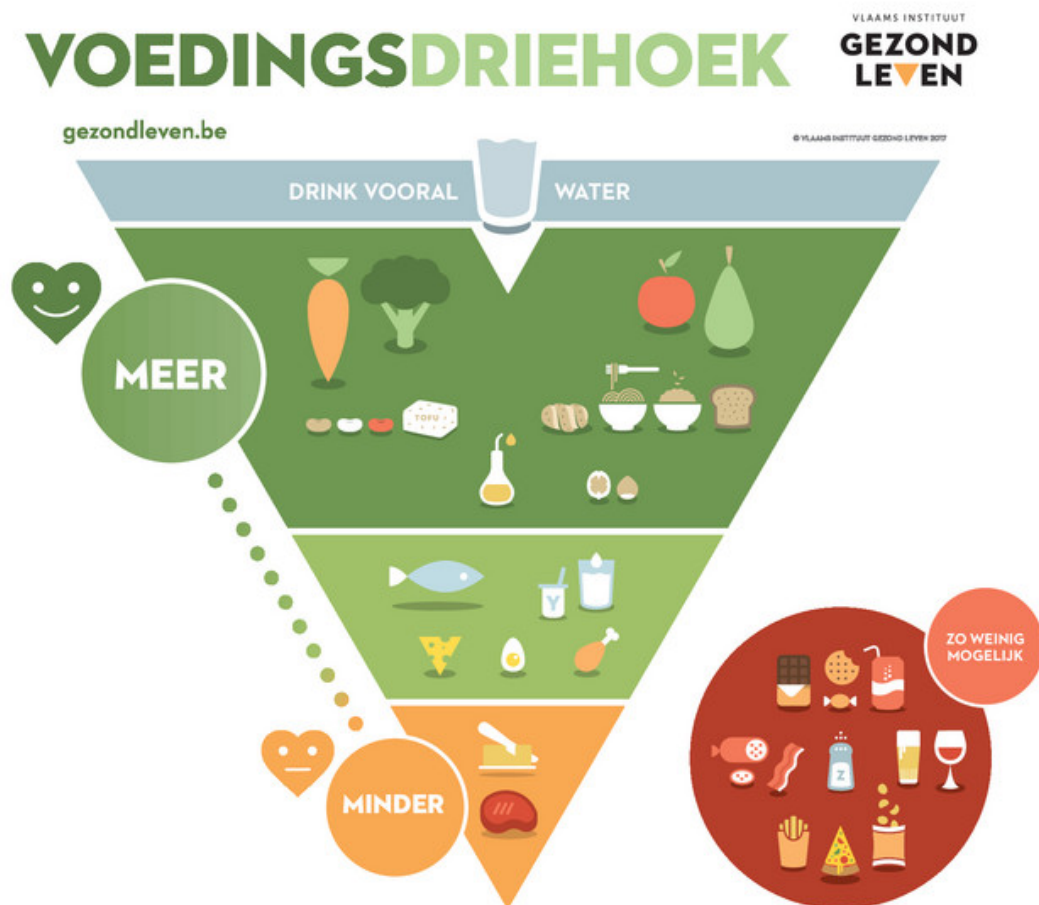 VOEDINGSDRIEHOEK
VLAAMS INSTITUUT
GEZOND
LEVEN
gezondleven.be
© VLAAMS INSTITUUT GEZOND LEVEN 2017
DRINK VOORAL WATER
MEER
TOFU
Y
MINDER
ZO WEINIG
MOGELIJK
Z